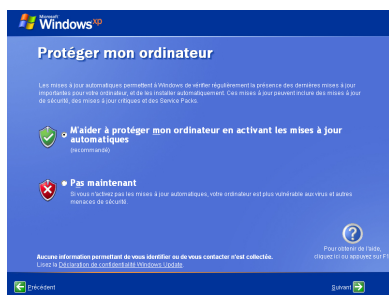 Microsoft
Windows xp
Protéger mon ordinateur
Les mises à jour automatiques permettent à Windows de vérifier régulièrement la présence des dernières mises à jour
importantes pour votre ordinateur, et de les installer automatiquement. Ces mises à jour peuvent inclure des mises à jour
de sécurité, des mises à jour critiques et des Service Packs.
M'aider à protéger mon ordinateur en activant les mises à jour
automatiques
(recommandé)
Pas maintenant
Si vous n'activez pas les mises à jour automatiques, votre ordinateur est plus vulnérable aux virus et autres
menaces de sécurité.
Pour obtenir de l'aide,
cliquez ici ou appuyez sur F1
Aucune information permettant de vous identifier ou de vous contacter n'est collectée.
Lisez la Déclaration de confidentialité Windows Update.
Précédent
Suivant